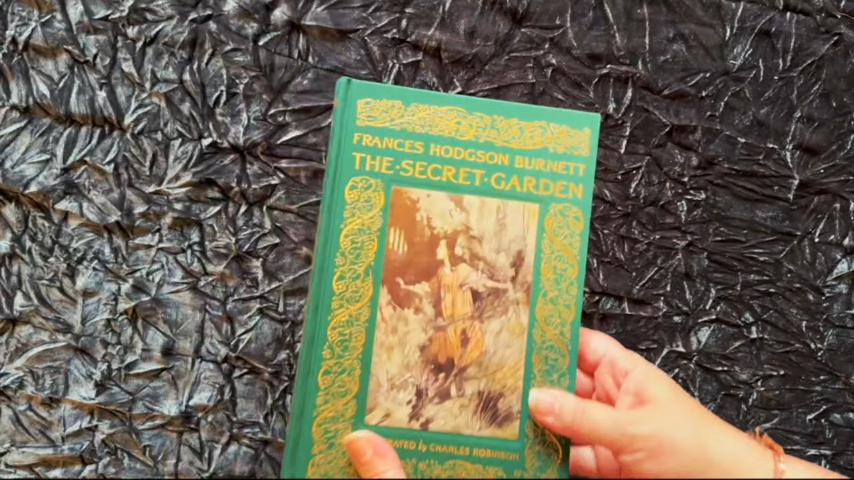 FRANCES HODGSON BURNETT
THE·SECRET·GARDEN
by CHARLES ROBINSON